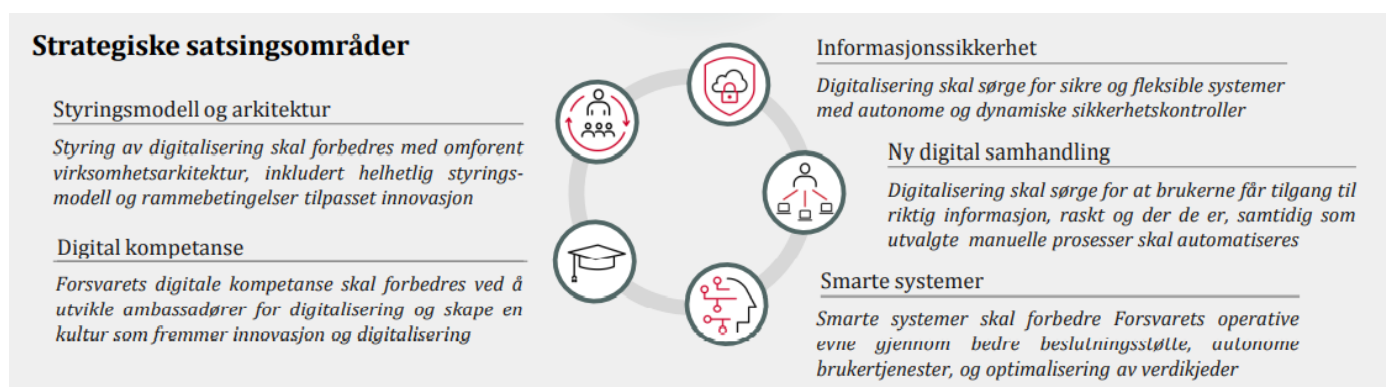 Strategiske satsingsområder
Styringsmodell og arkitektur
Styring av digitalisering skal forbedres med omforent
virksomhetsarkitektur, inkludert helhetlig styrings-
modell og rammebetingelser tilpasset innovasjon
Digital kompetanse
Forsvarets digitale kompetanse skal forbedres ved å
utvikle ambassadører for digitalisering og skape en
kultur som fremmer innovasjon og digitalisering
Informasjonssikkerhet
Digitalisering skal sørge for sikre og fleksible systemer
med autonome og dynamiske sikkerhetskontroller
Ny digital samhandling
Digitalisering skal sørge for at brukerne får tilgang til
riktig informasjon, raskt og der de er, samtidig som
utvalgte manuelle prosesser skal automatiseres
Smarte systemer
Smarte systemer skal forbedre Forsvarets operative
evne gjennom bedre beslutningsstøtte, autonome
brukertjenester, og optimalisering av verdikjeder